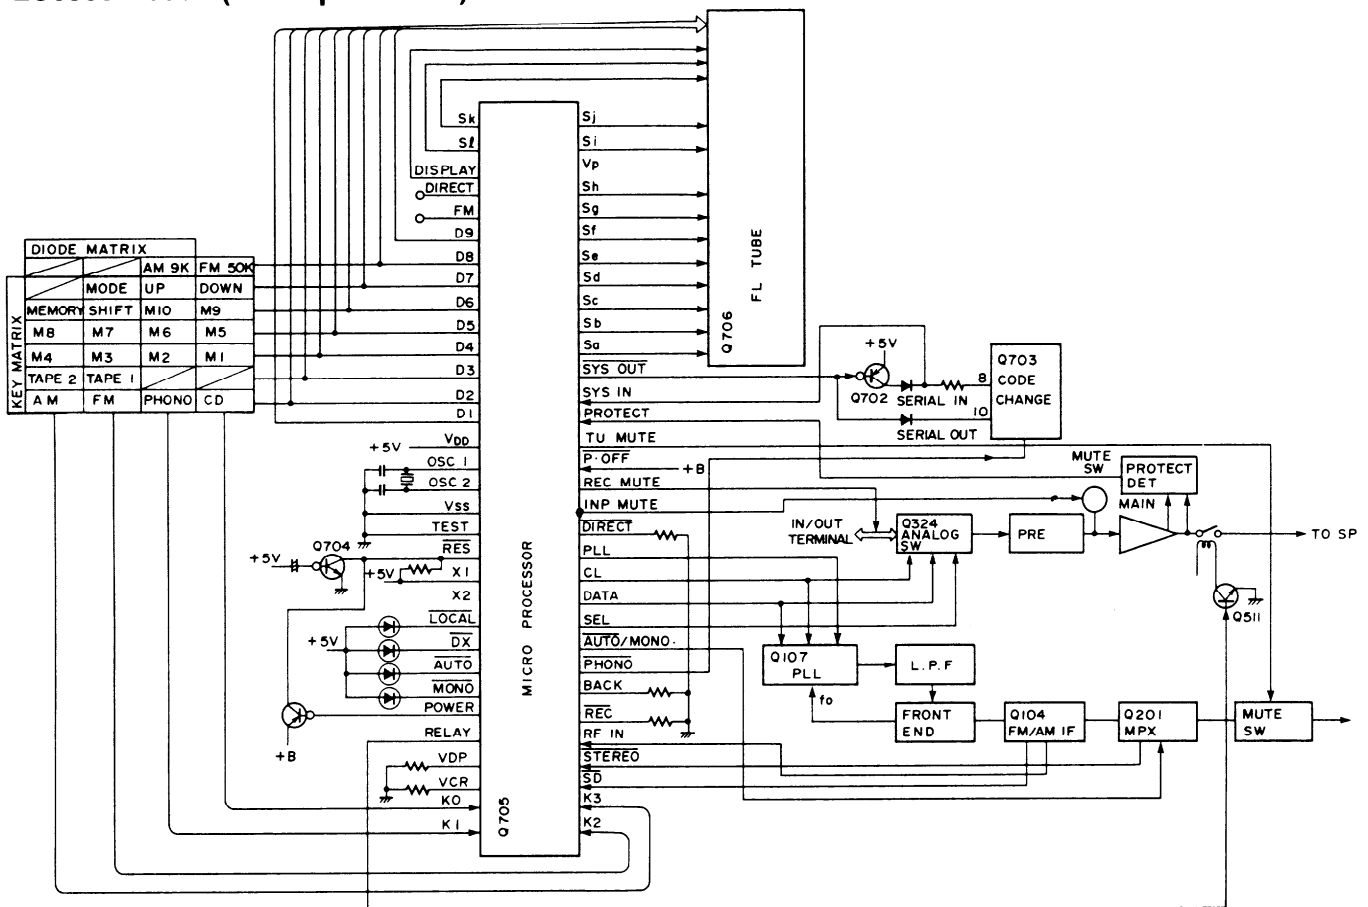 Sk
Sℓ
DISPLAY
DIRECT
FM
D9
D8
D7
D6
D5
D4
D3
D2
D1
VDD
OSC 1
OSC 2
VSS
TEST
RES
X1
X2
LOCAL
DX
AUTO
MONO
POWER
RELAY
VDP
VCR
K0
K1
Sj
Si
Vp
Sh
Sg
Sf
Se
Sd
Sc
Sb
Sa
SYS OUT
SYS IN
PROTECT
TU MUTE
P·OFF
REC MUTE
INP MUTE
DIRECT
PLL
CL
DATA
SEL
AUTO/MONO
PHONO
BACK
REC
RF IN
STEREO
SD
K3
K2
MICRO PROCESSOR
Q705
FL TUBE
Q706
DIODE MATRIX
AM 9K FM 50K
MODE UP DOWN
MEMORY SHIFT M10 M9
M8 M7 M6 M5
M4 M3 M2 M1
TAPE 2 TAPE 1
AM FM PHONO CD
KEY MATRIX
+5V
Q704
+5V
+5V
+5V
+B
+5V
Q702
SERIAL IN
SERIAL OUT
8
10
Q703
CODE
CHANGE
+B
MUTE
SW
PROTECT
DET
MAIN
IN/OUT
TERMINAL
Q324
ANALOG
SW
PRE
TO SP
Q511
Q107
PLL
L.P.F
fo
FRONT
END
Q104
FM/AM IF
Q201
MPX
MUTE
SW